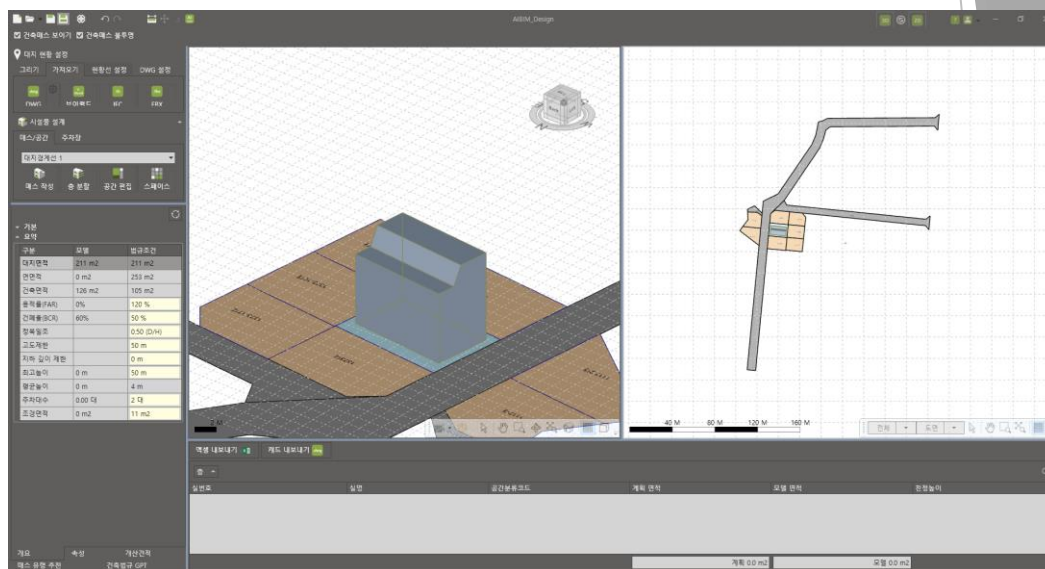 AIBIM_Design
건축매스 보이기 건축매스 불투명
대지 현황 설정
그리기 가져오기 현황선 설정 DWG 설정
DWG IFC FBX
시설물 설계
매스/공간 주차장
대지경계선 1
매스 작성 층 분할 공간 편집 스페이스
기본
요약
구분 모델 법규조건
대지면적 211 m2 211 m2
연면적 0 m2 253 m2
건축면적 126 m2 105 m2
용적률(FAR) 0% 120 %
건폐율(BCR) 60% 50 %
정북일조 0.50 (D/H)
고도제한 50 m
지하 깊이 제한 0 m
최고높이 0 m 50 m
평균높이 0 m 4 m
주차대수 0.00 대 2 대
조경면적 0 m2 11 m2
개요 속성 개산견적
매스 유형 추천 건축법규 GPT
2 M
40 M 80 M 120 M 160 M
전체 도면
엑셀 내보내기 캐드 내보내기
층
실번호 실명 공간분류코드 계획 면적 모델 면적 천정높이
계획 0.0 m2 모델 0.0 m2